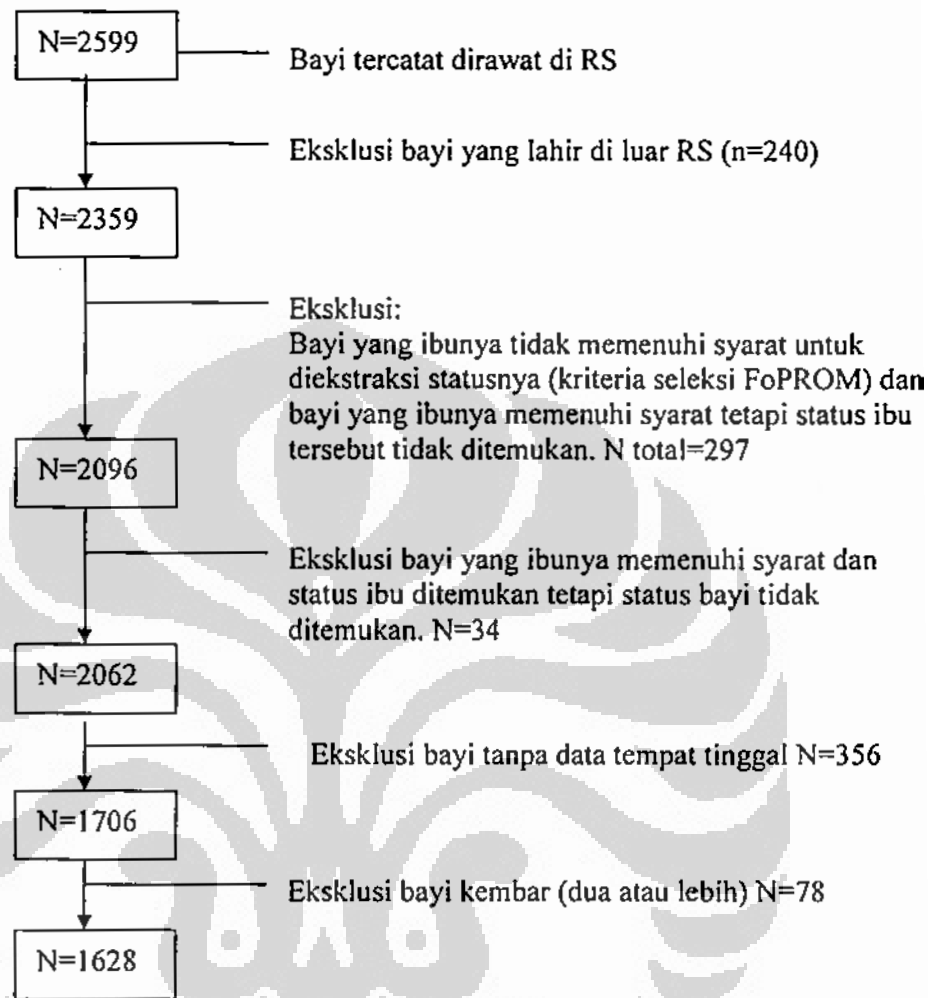 N=2599
Bayi tercatat dirawat di RS
Eksklusi bayi yang lahir di luar RS (n=240)
N=2359
Eksklusi:
Bayi yang ibunya tidak memenuhi syarat untuk
diekstraksi statusnya (kriteria seleksi FoPROM) dan
bayi yang ibunya memenuhi syarat tetapi status ibu
tersebut tidak ditemukan. N total=297
N=2096
Eksklusi bayi yang ibunya memenuhi syarat dan
status ibu ditemukan tetapi status bayi tidak
ditemukan. N=34
N=2062
Eksklusi bayi tanpa data tempat tinggal N=356
N=1706
Eksklusi bayi kembar (dua atau lebih) N=78
N=1628